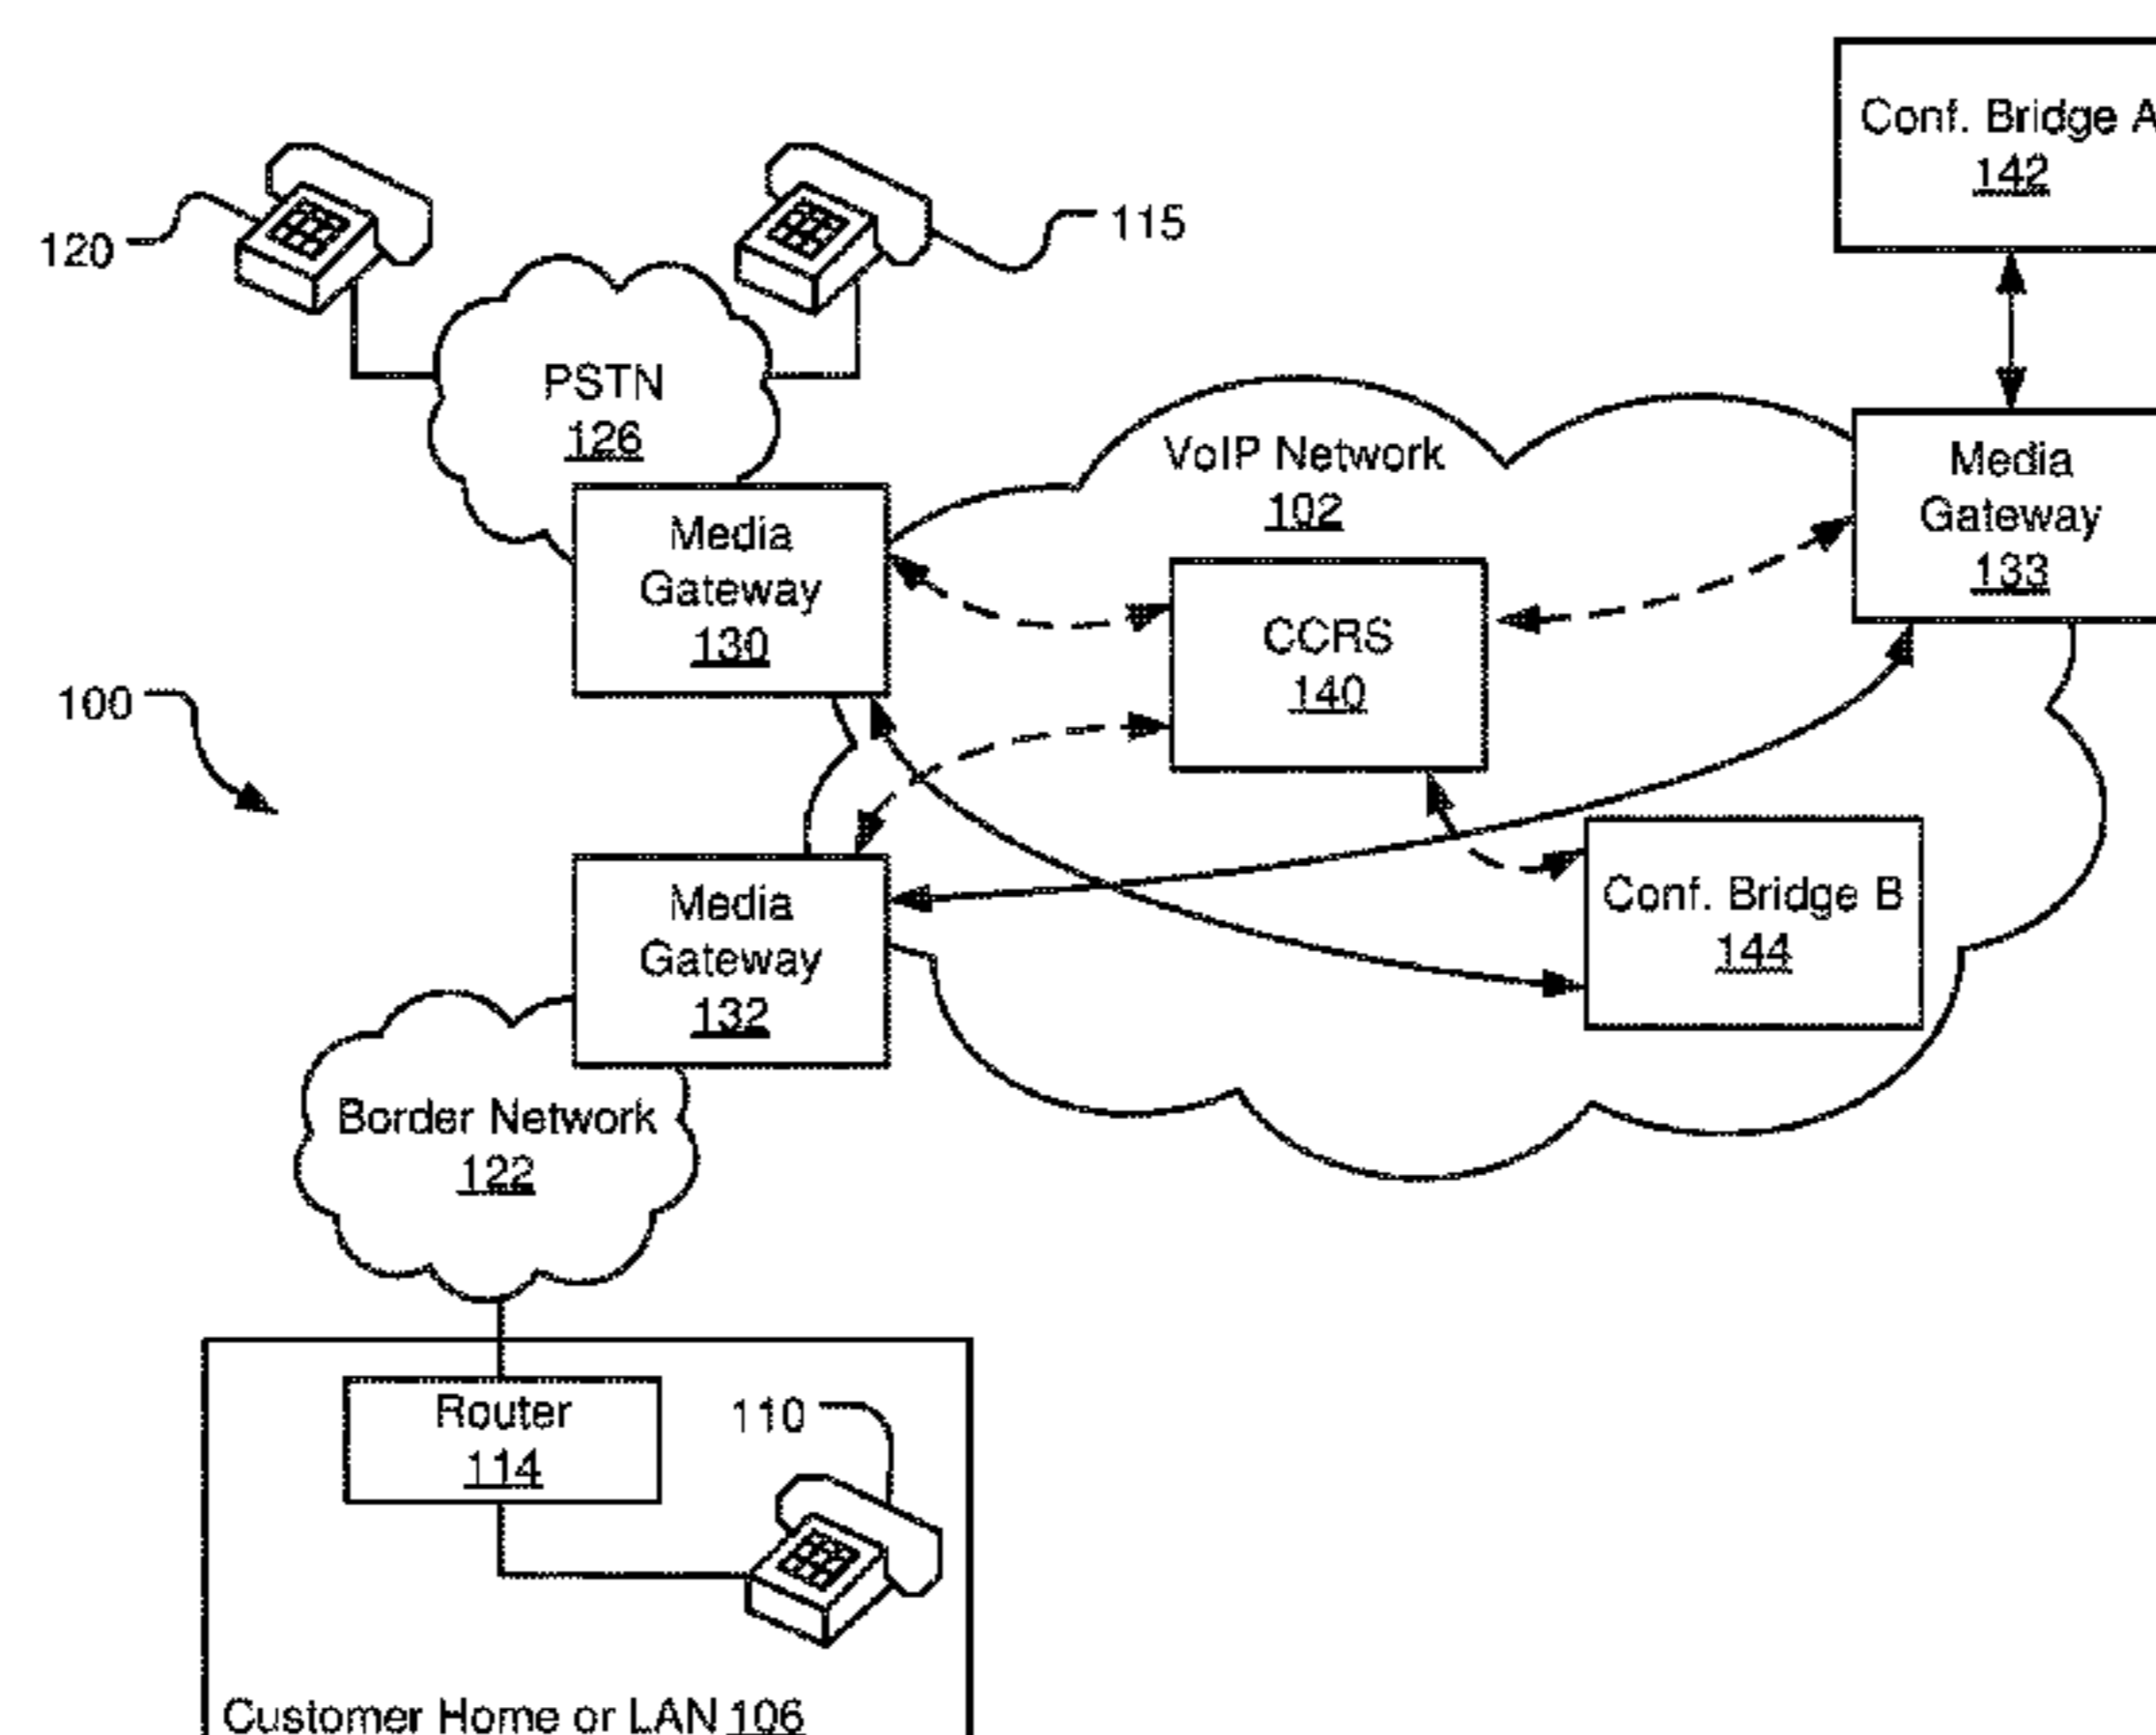 Conf. Bridge A
142
120
115
PSTN
126
VoIP Network
102
Media
Gateway
133
Media
Gateway
130
CCRS
140
100
Media
Gateway
132
Conf. Bridge B
144
Border Network
122
Router
114
110
Customer Home or LAN 106